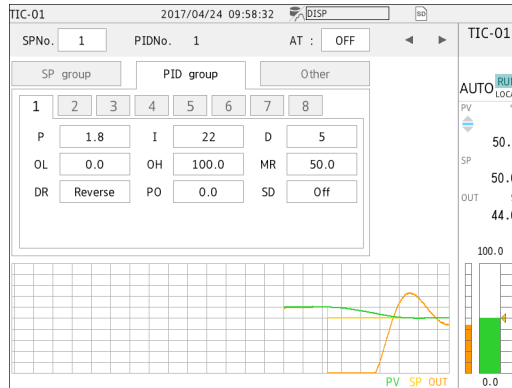 TIC-01 2017/04/24 09:58:32 DISP SD
SPNo. 1 PIDNo. 1 AT : OFF
TIC-01
SP group PID group Other
AUTO
1 2 3 4 5 6 7 8
PV
P 1.8 I 22 D 5
50.
OL 0.0 OH 100.0 MR 50.0
SP
50.0
DR Reverse PO 0.0 SD Off
OUT
44.0
100.0
PV SP OUT
0.0